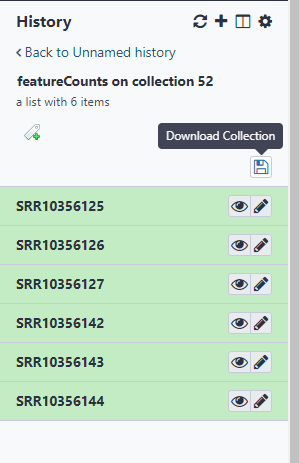 History
Back to Unnamed history
featureCounts on collection 52
a list with 6 items
Download Collection
SRR10356125
SRR10356126
SRR10356127
SRR10356142
SRR10356143
SRR10356144